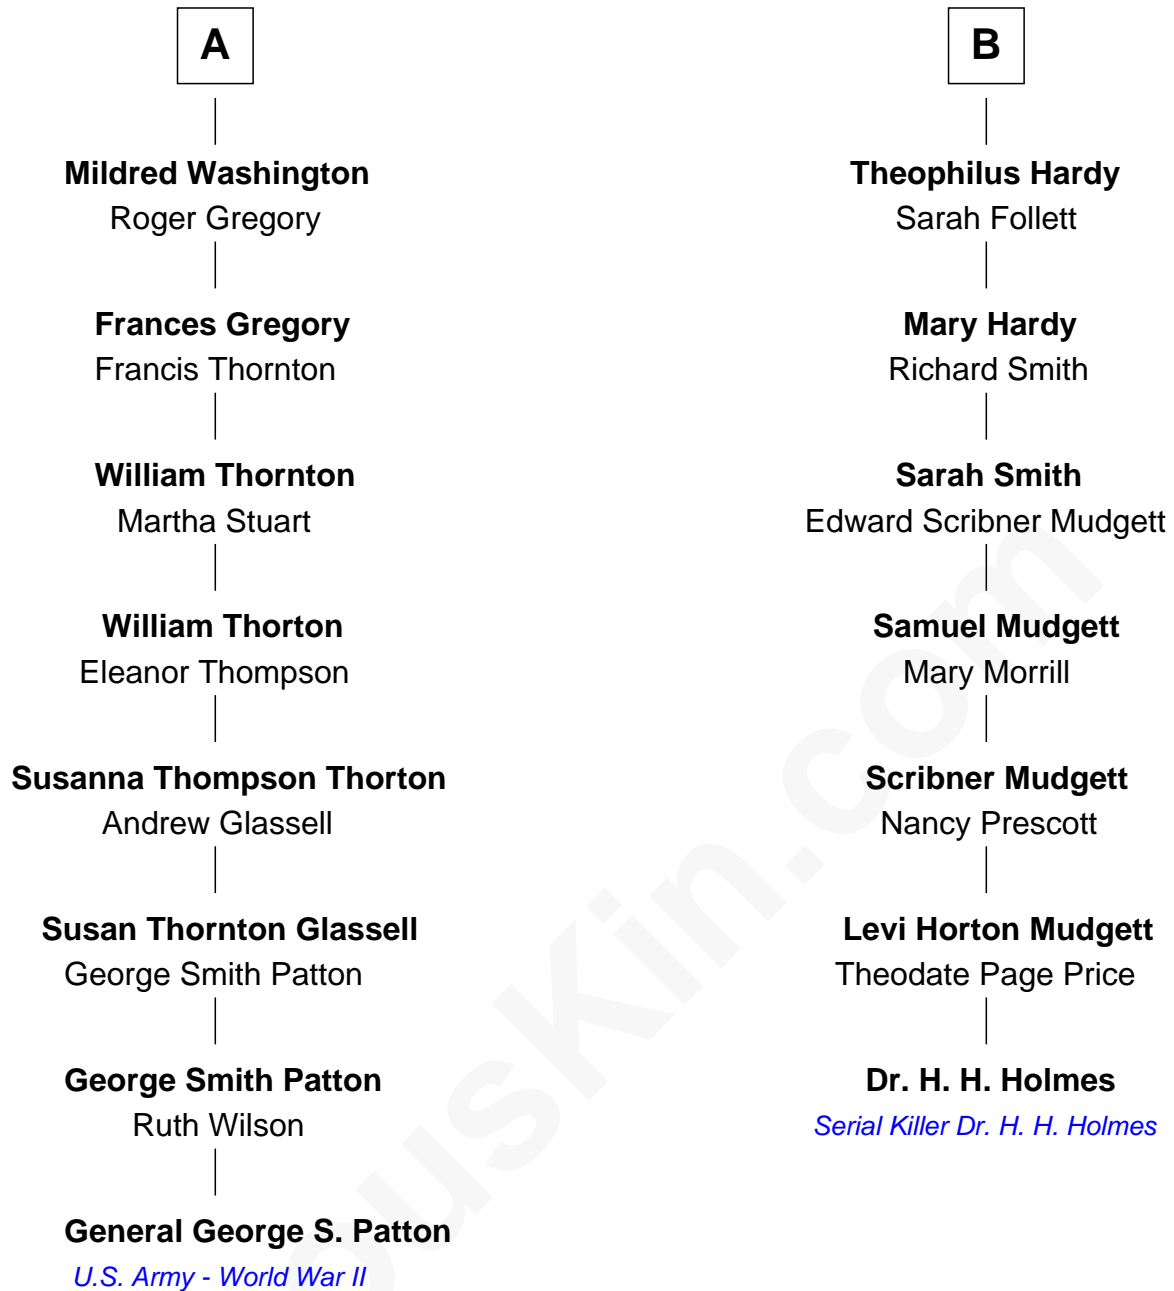 A
Mildred Washington
Roger Gregory
Frances Gregory
Francis Thornton
William Thornton
Martha Stuart
William Thorton
Eleanor Thompson
Susanna Thompson Thorton
Andrew Glassell
Susan Thornton Glassell
George Smith Patton
George Smith Patton
Ruth Wilson
General George S. Patton
U.S. Army - World War II
B
Theophilus Hardy
Sarah Follett
Mary Hardy
Richard Smith
Sarah Smith
Edward Scribner Mudgett
Samuel Mudgett
Mary Morrill
Scribner Mudgett
Nancy Prescott
Levi Horton Mudgett
Theodate Page Price
Dr. H. H. Holmes
Serial Killer Dr. H. H. Holmes
ousKin.com